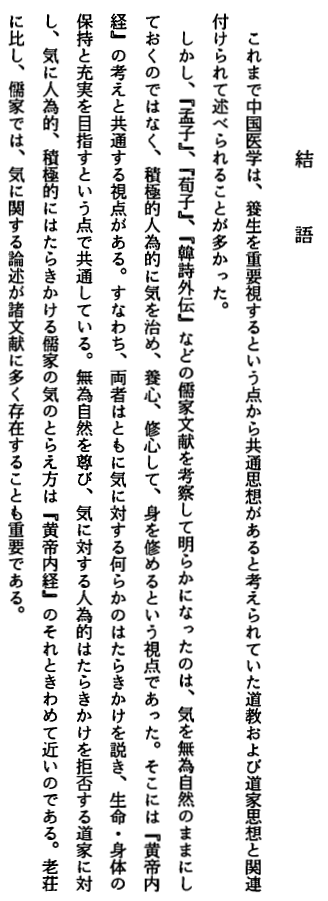 結語
これまで中国医学は、養生を重要視するという点から共通思想があると考えられていた道教および道家思想と関連
付けられて述べられることが多かった。
しかし、『孟子』、『荀子』、『韓詩外伝』などの儒家文献を考察して明らかになったのは、気を無為自然のままにし
ておくのではなく、積極的人為的に気を治め、養心、修心して、身を修めるという視点であった。そこには『黄帝内
経』の考えと共通する視点がある。すなわち、両者はともに気に対する何らかのはたらきかけを説き、生命・身体の
保持と充実を目指すという点で共通している。無為自然を尊び、気に対する人為的はたらきかけを拒否する道家に対
し、気に人為的、積極的にはたらきかける儒家の気のとらえ方は『黄帝内経』のそれときわめて近いのである。老荘
に比し、儒家では、気に関する論述が諸文献に多く存在することも重要である。